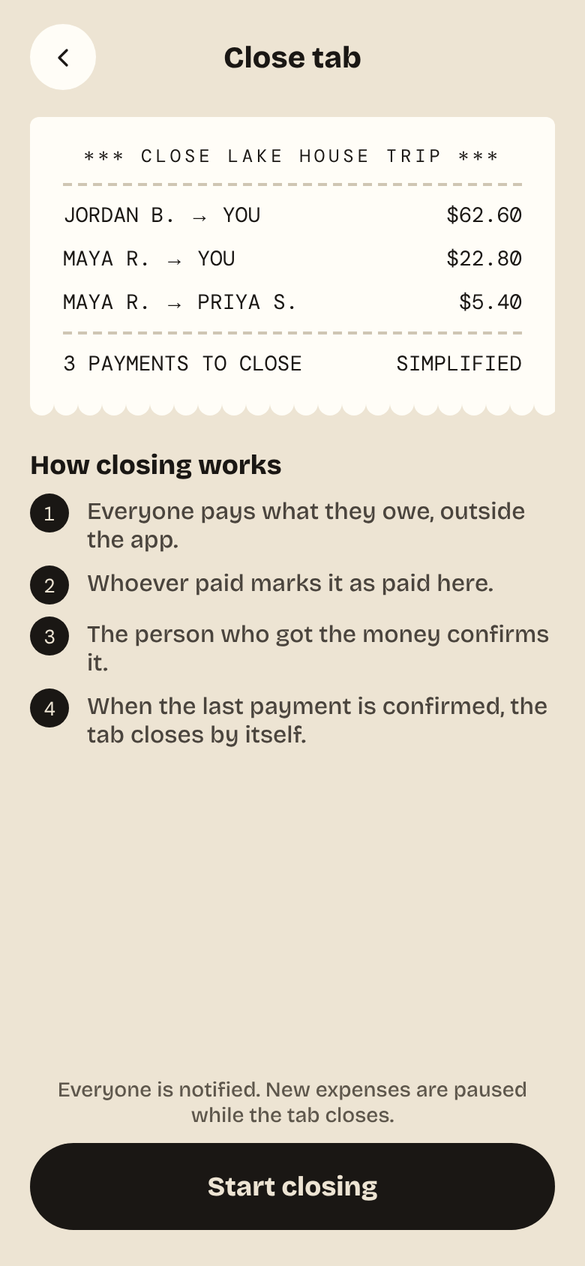 Close tab
*** CLOSE LAKE HOUSE TRIP ***
JORDAN B. → YOU $62.60
MAYA R. → YOU $22.80
MAYA R. → PRIYA S. $5.40
3 PAYMENTS TO CLOSE SIMPLIFIED
How closing works
1 Everyone pays what they owe, outside
the app.
2 Whoever paid marks it as paid here.
3 The person who got the money confirms
it.
4 When the last payment is confirmed, the
tab closes by itself.
Everyone is notified. New expenses are paused
while the tab closes.
Start closing